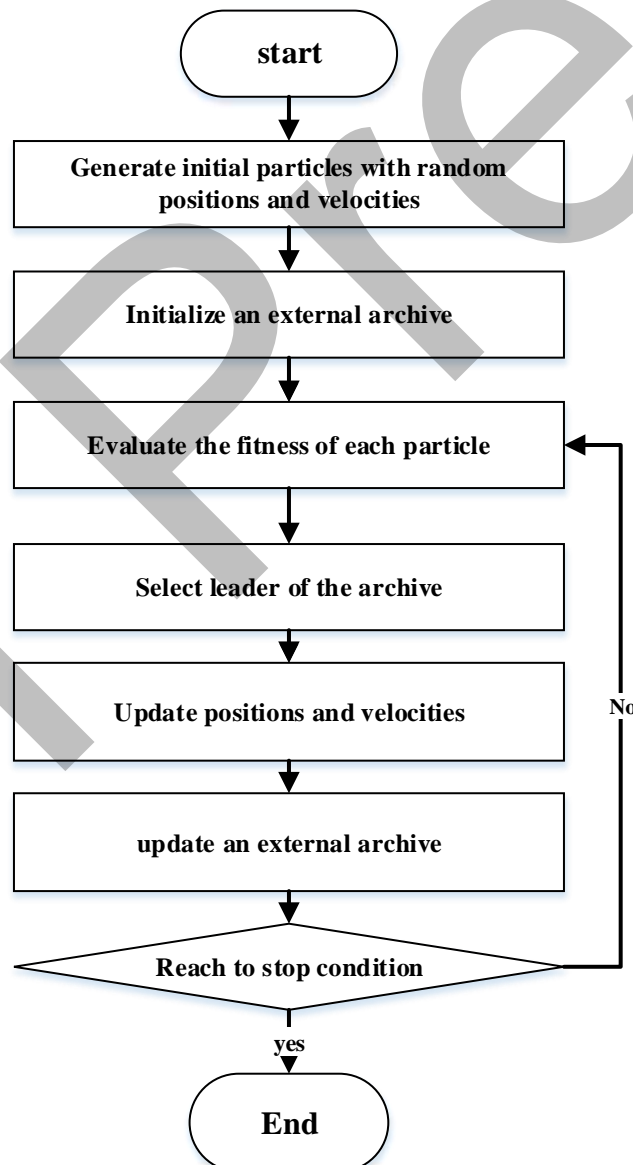 start
Generate initial particles with random
positions and velocities
Initialize an external archive
Evaluate the fitness of each particle
Select leader of the archive
Update positions and velocities
No
update an external archive
Reach to stop condition
yes
End